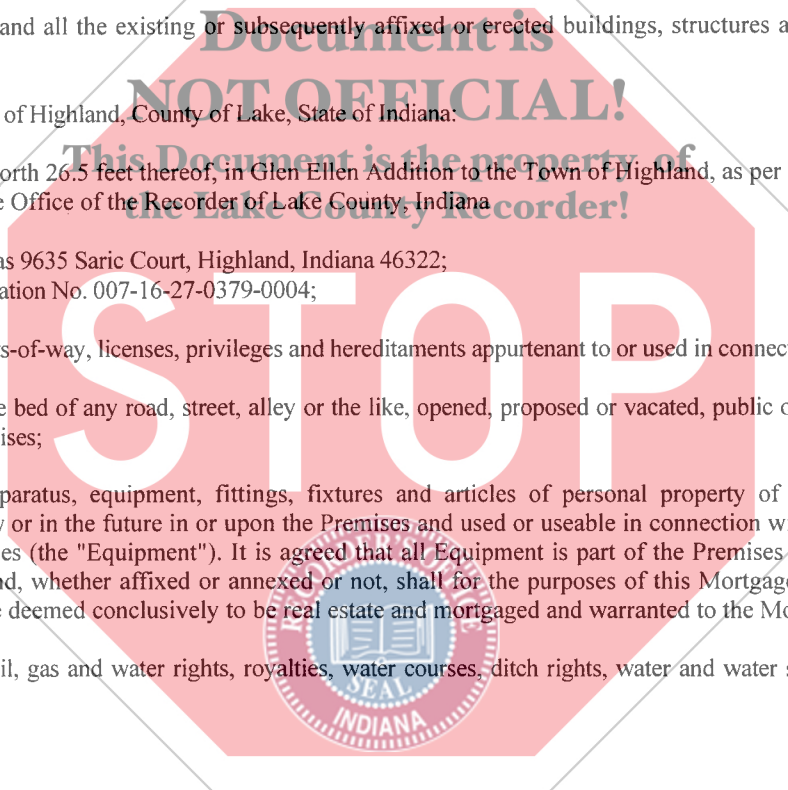 and all the existing or subsequently affixed or erected buildings, structures a
Document is
NOT OFFICIAL!
of Highland, County of Lake, State of Indiana:
This Document is the property of
orth 26.5 feet thereof, in Glen Ellen Addition to the Town of Highland, as per
e Office of the Recorder of Lake County, Indiana
the Lake County Recorder!
as 9635 Saric Court, Highland, Indiana 46322;
ation No. 007-16-27-0379-0004;
STOP
s-of-way, licenses, privileges and hereditaments appurtenant to or used in connect
e bed of any road, street, alley or the like, opened, proposed or vacated, public o
ises;
paratus, equipment, fittings, fixtures and articles of personal property of
y or in the future in or upon the Premises and used or useable in connection wi
es (the "Equipment"). It is agreed that all Equipment is part of the Premises
nd, whether affixed or annexed or not, shall for the purposes of this Mortgage
e deemed conclusively to be real estate and mortgaged and warranted to the Mo
RECORDER'S OFFICE
SEAL
INDIANA
il, gas and water rights, royalties, water courses, ditch rights, water and water s